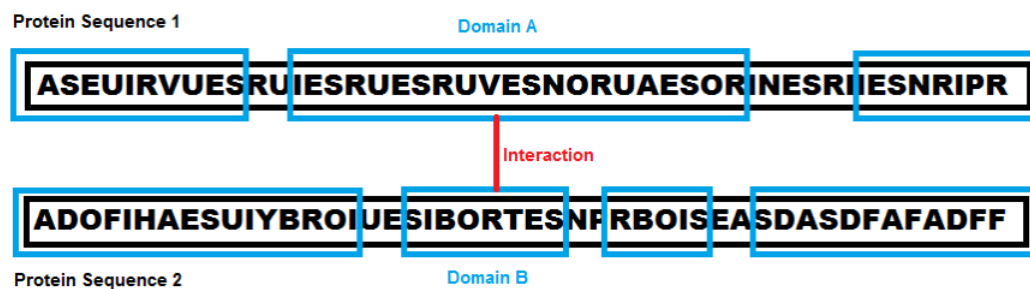 Protein Sequence 1
Domain A
ASEUIRVUESRUIESRUESRUVESNORUAESORINESRIIESNRIPR
Interaction
ADOFIHAESUIYBROIUESIBORTESNPRBOISEASDASDFAFADFF
Protein Sequence 2
Domain B